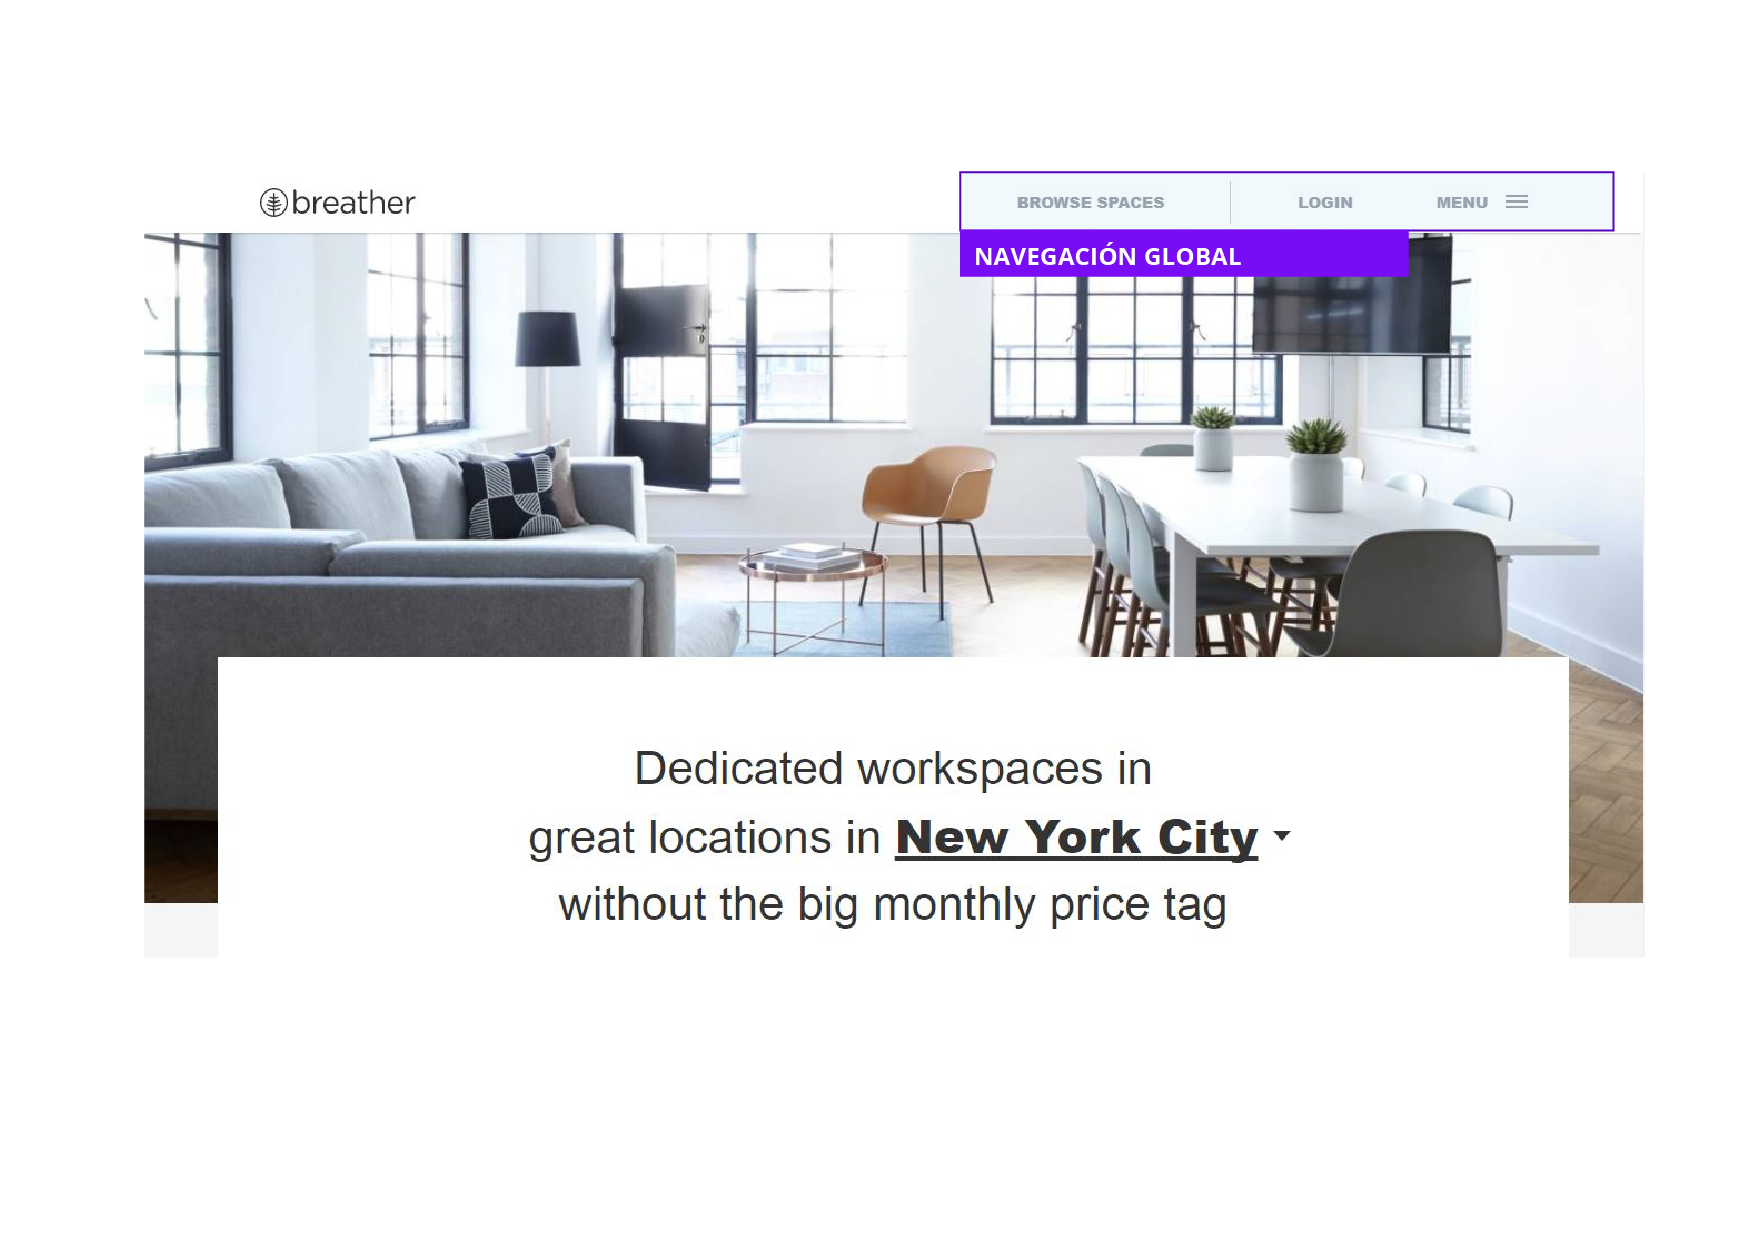 breather
BROWSE SPACES
LOGIN
MENU
NAVEGACIÓN GLOBAL
Dedicated workspaces in
great locations in New York City
without the big monthly price tag